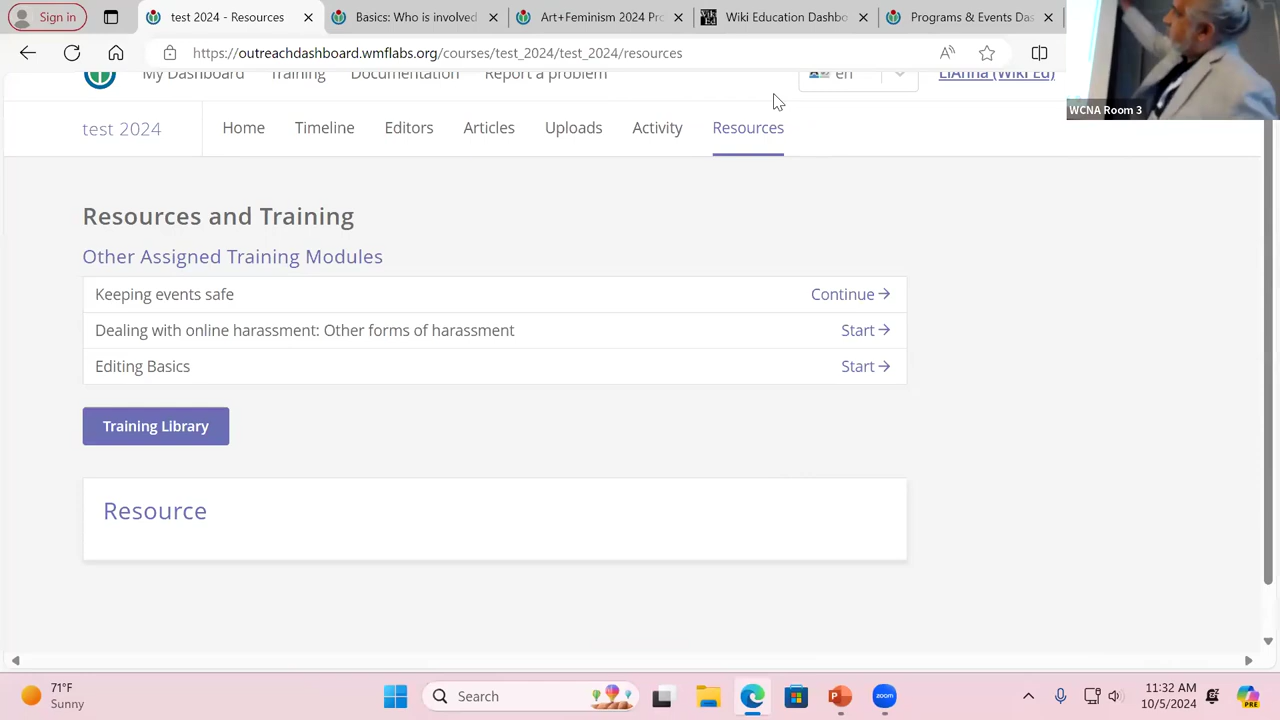 Sign in
test 2024 - Resources
Basics: Who is involved
Art+Feminism 2024 Pro
Wiki Education Dashbo
Programs & Events Das
https://outreachdashboard.wmflabs.org/courses/test_2024/test_2024/resources
My Dashboard Training Documentation Report a problem en LiAnna (Wiki Ed)
WCNA Room 3
test 2024 Home Timeline Editors Articles Uploads Activity Resources
Resources and Training
Other Assigned Training Modules
Keeping events safe Continue
Dealing with online harassment: Other forms of harassment Start
Editing Basics Start
Training Library
Resource
71°F
Sunny
Search
zoom
PRE
11:32 AM
10/5/2024